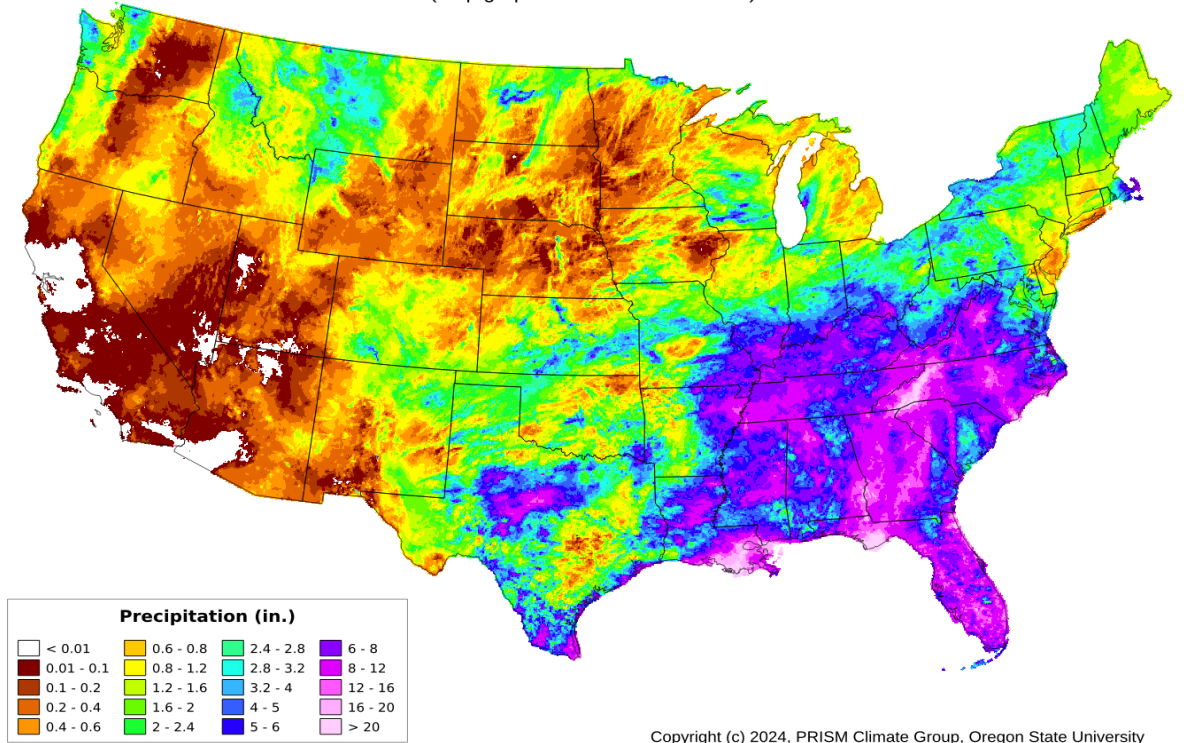 Precipitation (in.)
< 0.01
0.01 - 0.1
0.1 - 0.2
0.2 - 0.4
0.4 - 0.6
0.6 - 0.8
0.8 - 1.2
1.2 - 1.6
1.6 - 2
2 - 2.4
2.4 - 2.8
2.8 - 3.2
3.2 - 4
4 - 5
5 - 6
6 - 8
8 - 12
12 - 16
16 - 20
> 20
Copyright (c) 2024, PRISM Climate Group, Oregon State University